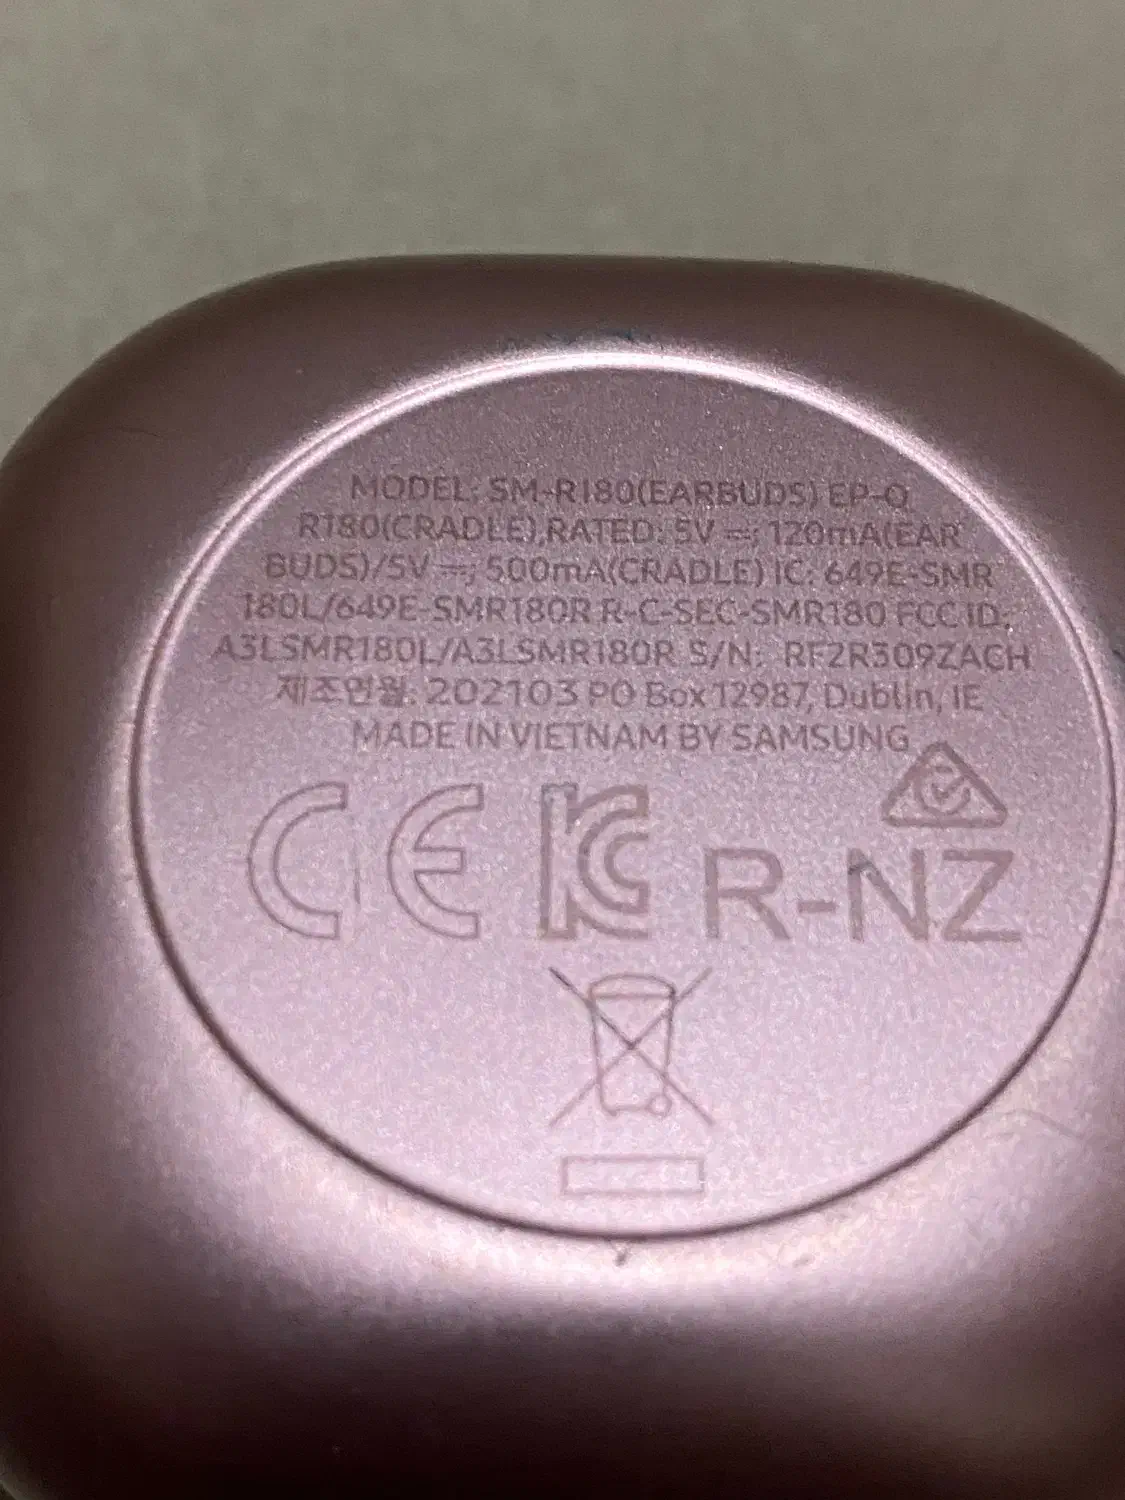 MODEL: SM-R180(EARBUDS) EP-Q
R180(CRADLE),RATED: 5V ⎓; 120mA(EAR
BUDS)/5V ⎓; 500mA(CRADLE) IC: 649E-SMR
180L/649E-SMR180R R-C-SEC-SMR180 FCC ID:
A3LSMR180L/A3LSMR180R S/N: RF2R309ZACH
제조연월: 202103 PO Box 12987, Dublin, IE
MADE IN VIETNAM BY SAMSUNG
CE KC R-NZ